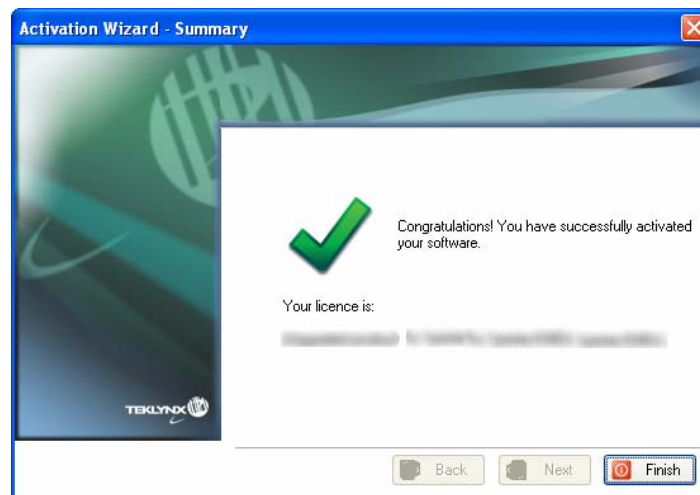 Activation Wizard - Summary
Congratulations! You have successfully activated
your software.
Your licence is:
TEKLYNX
Back
Next
Finish